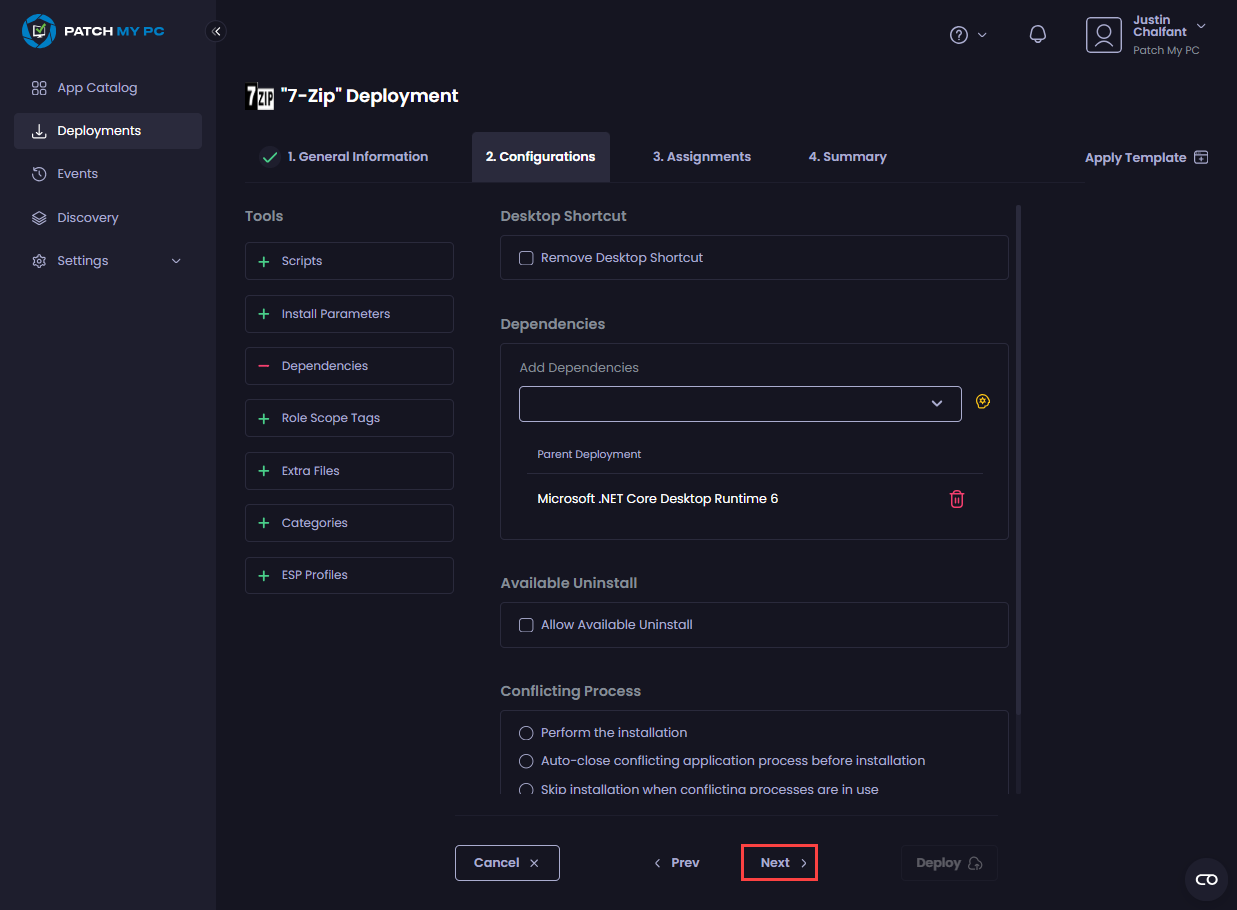 PATCH MY PC
App Catalog
Deployments
Events
Discovery
Settings
Justin
Chalfant
Patch My PC
7 ZIP "7-Zip" Deployment
1. General Information
2. Configurations
3. Assignments
4. Summary
Apply Template
Tools
Scripts
Install Parameters
Dependencies
Role Scope Tags
Extra Files
Categories
ESP Profiles
Desktop Shortcut
Remove Desktop Shortcut
Dependencies
Add Dependencies
Parent Deployment
Microsoft .NET Core Desktop Runtime 6
Available Uninstall
Allow Available Uninstall
Conflicting Process
Perform the installation
Auto-close conflicting application process before installation
Skip installation when conflicting processes are in use
Cancel
Prev
Next
Deploy